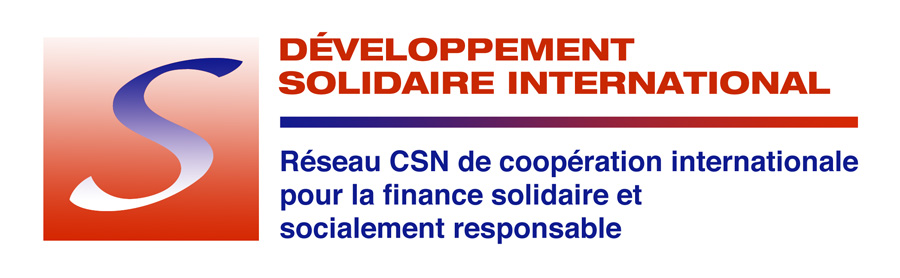 S
DÉVELOPPEMENT
SOLIDAIRE INTERNATIONAL
Réseau CSN de coopération internationale
pour la finance solidaire et
socialement responsable